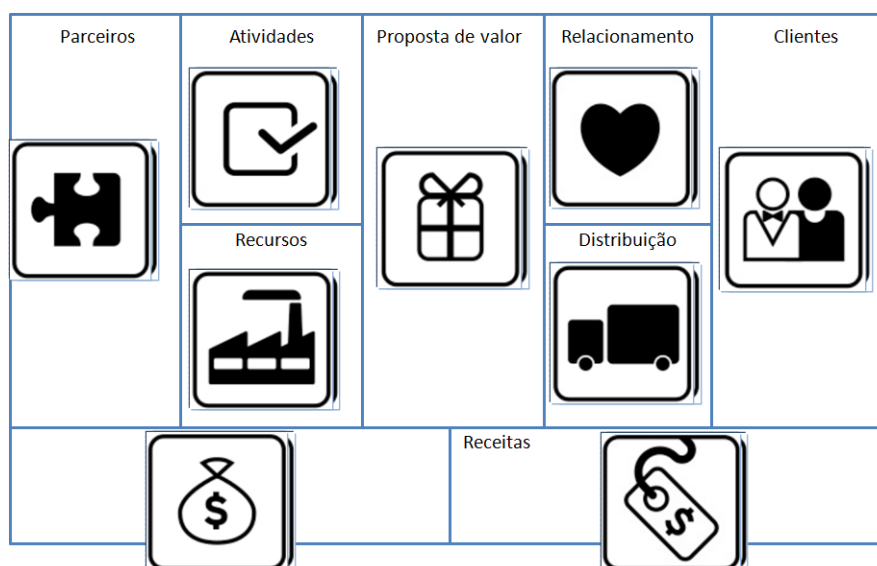 Parceiros
Atividades
Proposta de valor
Relacionamento
Clientes
Recursos
Distribuição
$
Receitas
$